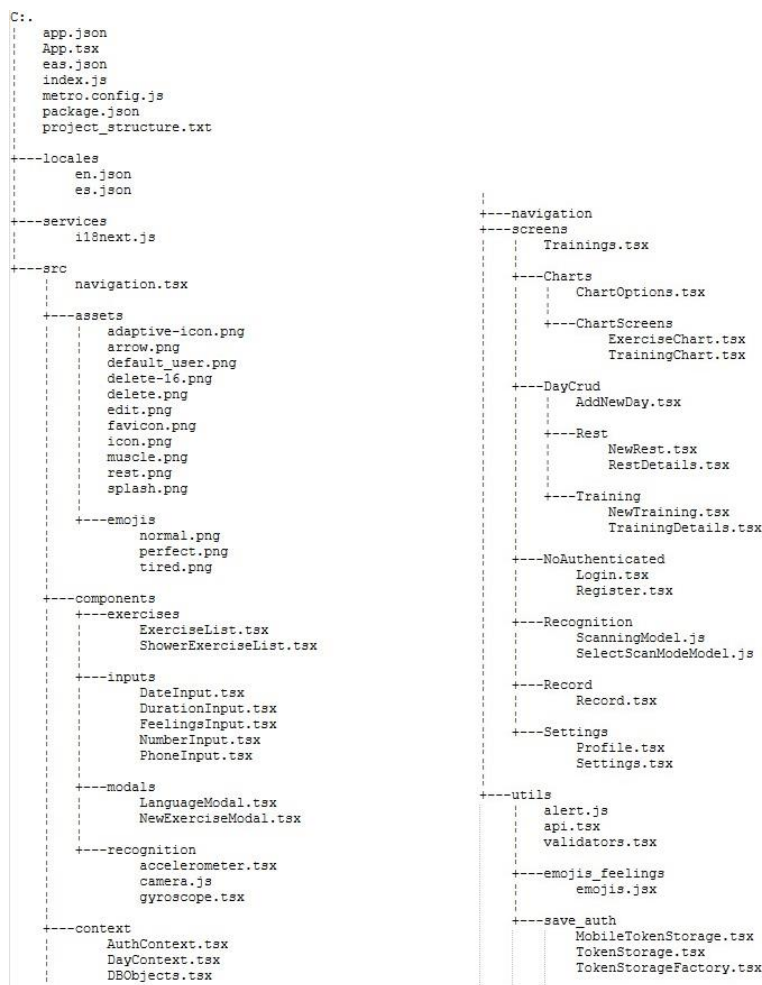 C:.
app.json
App.tsx
eas.json
index.js
metro.config.js
package.json
project_structure.txt
+---locales
en.json
es.json
+---services
i18next.js
+---src
navigation.tsx
+---assets
adaptive-icon.png
arrow.png
default_user.png
delete-16.png
delete.png
edit.png
favicon.png
icon.png
muscle.png
rest.png
splash.png
+---emojis
normal.png
perfect.png
tired.png
+---components
+---exercises
ExerciseList.tsx
ShowerExerciseList.tsx
+---inputs
DateInput.tsx
DurationInput.tsx
FeelingsInput.tsx
NumberInput.tsx
PhoneInput.tsx
+---modals
LanguageModal.tsx
NewExerciseModal.tsx
+---recognition
accelerometer.tsx
camera.js
gyroscope.tsx
+---context
AuthContext.tsx
DayContext.tsx
DBObjects.tsx
+---navigation
+---screens
Trainings.tsx
+---Charts
ChartOptions.tsx
+---ChartScreens
ExerciseChart.tsx
TrainingChart.tsx
+---DayCrud
AddNewDay.tsx
+---Rest
NewRest.tsx
RestDetails.tsx
+---Training
NewTraining.tsx
TrainingDetails.tsx
+---NoAuthenticated
Login.tsx
Register.tsx
+---Recognition
ScanningModel.js
SelectScanModeModel.js
+---Record
Record.tsx
+---Settings
Profile.tsx
Settings.tsx
+---utils
alert.js
api.tsx
validators.tsx
+---emojis_feelings
emojis.jsx
+---save_auth
MobileTokenStorage.tsx
TokenStorage.tsx
TokenStorageFactory.tsx